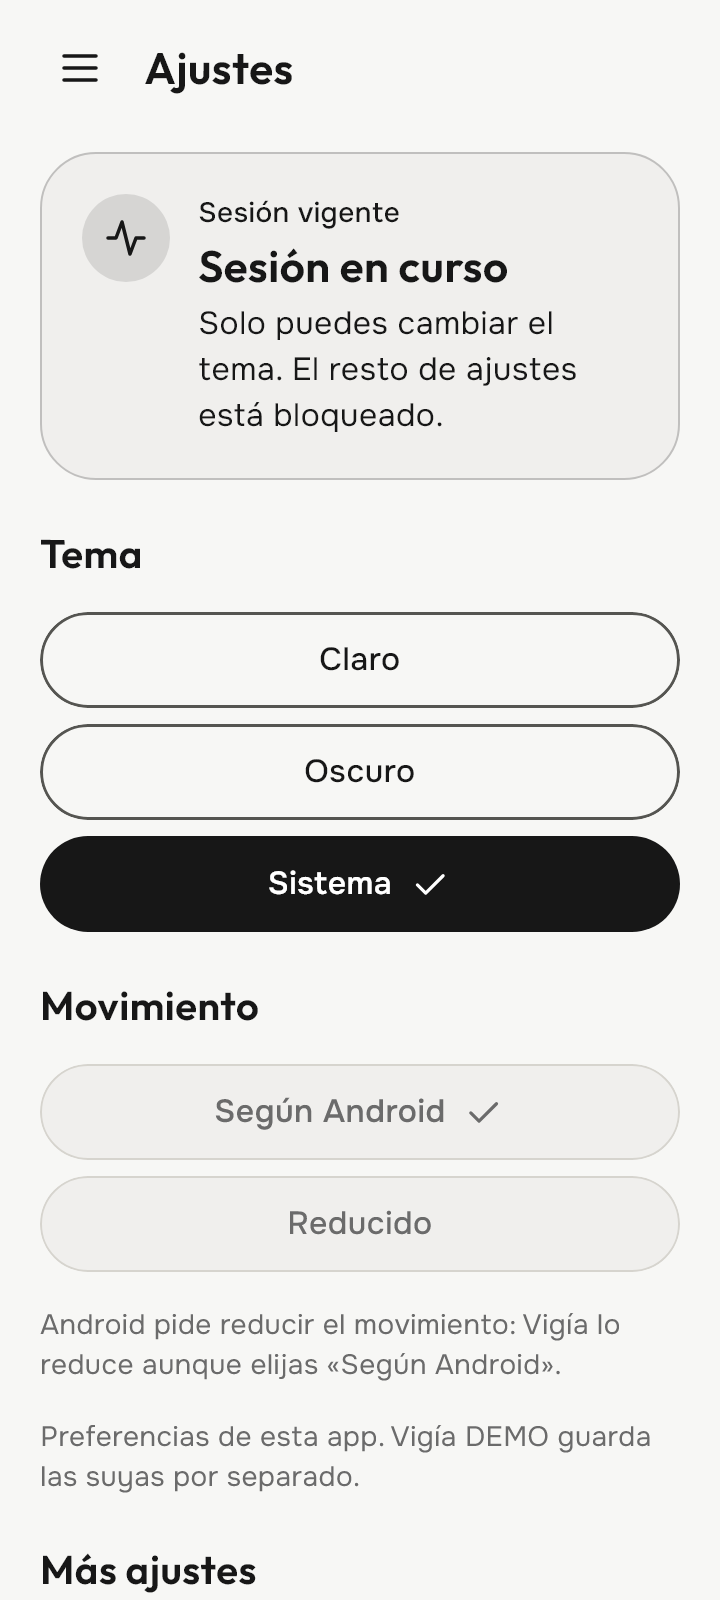 Ajustes
Sesión vigente
Sesión en curso
Solo puedes cambiar el
tema. El resto de ajustes
está bloqueado.
Tema
Claro
Oscuro
Sistema
Movimiento
Según Android
Reducido
Android pide reducir el movimiento: Vigía lo
reduce aunque elijas «Según Android».
Preferencias de esta app. Vigía DEMO guarda
las suyas por separado.
Más ajustes